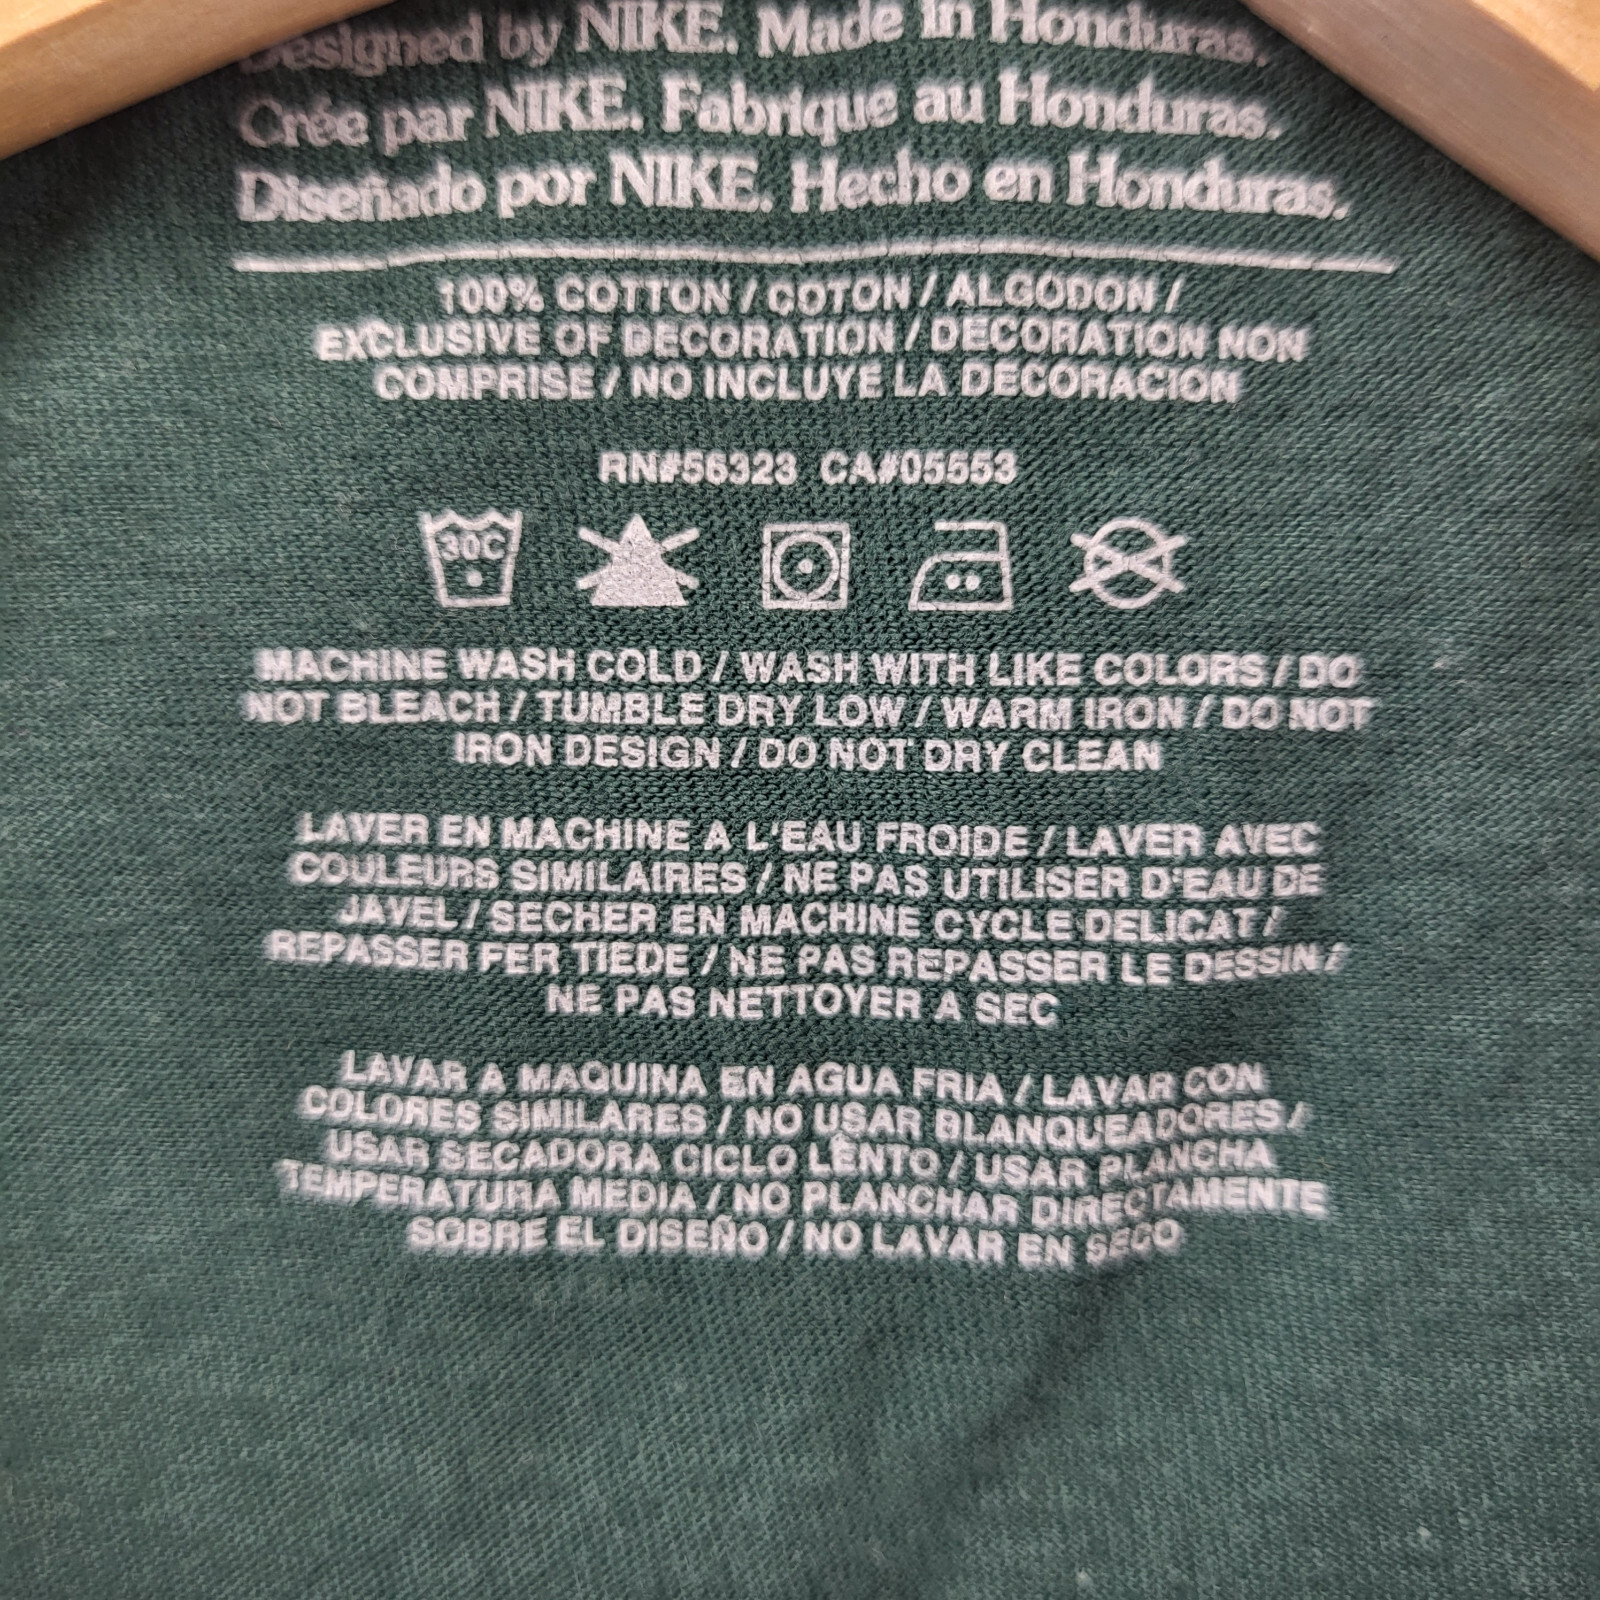 Designed by NIKE. Made in Honduras.
Crée par NIKE. Fabrique au Honduras.
Diseñado por NIKE. Hecho en Honduras.
100% COTTON / COTON / ALGODON /
EXCLUSIVE OF DECORATION / DECORATION NON
COMPRISE / NO INCLUYE LA DECORACION
RN#56323 CA#05553
30C
MACHINE WASH COLD / WASH WITH LIKE COLORS / DO
NOT BLEACH / TUMBLE DRY LOW / WARM IRON / DO NOT
IRON DESIGN / DO NOT DRY CLEAN
LAVER EN MACHINE A L'EAU FROIDE / LAVER AVEC
COULEURS SIMILAIRES / NE PAS UTILISER D'EAU DE
JAVEL / SECHER EN MACHINE CYCLE DELICAT /
REPASSER FER TIEDE / NE PAS REPASSER LE DESSIN /
NE PAS NETTOYER A SEC
LAVAR A MAQUINA EN AGUA FRIA / LAVAR CON
COLORES SIMILARES / NO USAR BLANQUEADORES /
USAR SECADORA CICLO LENTO / USAR PLANCHA
TEMPERATURA MEDIA / NO PLANCHAR DIRECTAMENTE
SOBRE EL DISEÑO / NO LAVAR EN SECO